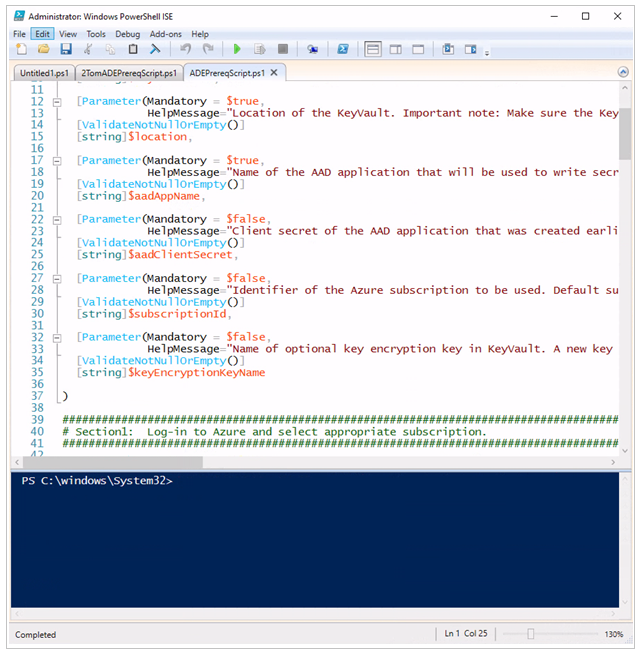 Administrator: Windows PowerShell ISE
File Edit View Tools Debug Add-ons Help
Untitled1.ps1 2TomADEPrereqScript.ps1 ADEPrereqScript.ps1
11
12 [Parameter(Mandatory = $true,
13 HelpMessage="Location of the KeyVault. Important note: Make sure the Key
14 [ValidateNotNullOrEmpty()]
15 [string]$location,
16
17 [Parameter(Mandatory = $true,
18 HelpMessage="Name of the AAD application that will be used to write secr
19 [ValidateNotNullOrEmpty()]
20 [string]$aadAppName,
21
22 [Parameter(Mandatory = $false,
23 HelpMessage="Client secret of the AAD application that was created earli
24 [ValidateNotNullOrEmpty()]
25 [string]$aadClientSecret,
26
27 [Parameter(Mandatory = $false,
28 HelpMessage="Identifier of the Azure subscription to be used. Default su
29 [ValidateNotNullOrEmpty()]
30 [string]$subscriptionId,
31
32 [Parameter(Mandatory = $false,
33 HelpMessage="Name of optional key encryption key in KeyVault. A new key
34 [ValidateNotNullOrEmpty()]
35 [string]$keyEncryptionKeyName
36
37 )
38
39 ####################################################################################
40 # Section1: Log-in to Azure and select appropriate subscription.
41 ####################################################################################
42
PS C:\windows\System32>
Completed
Ln 1 Col 25
130%